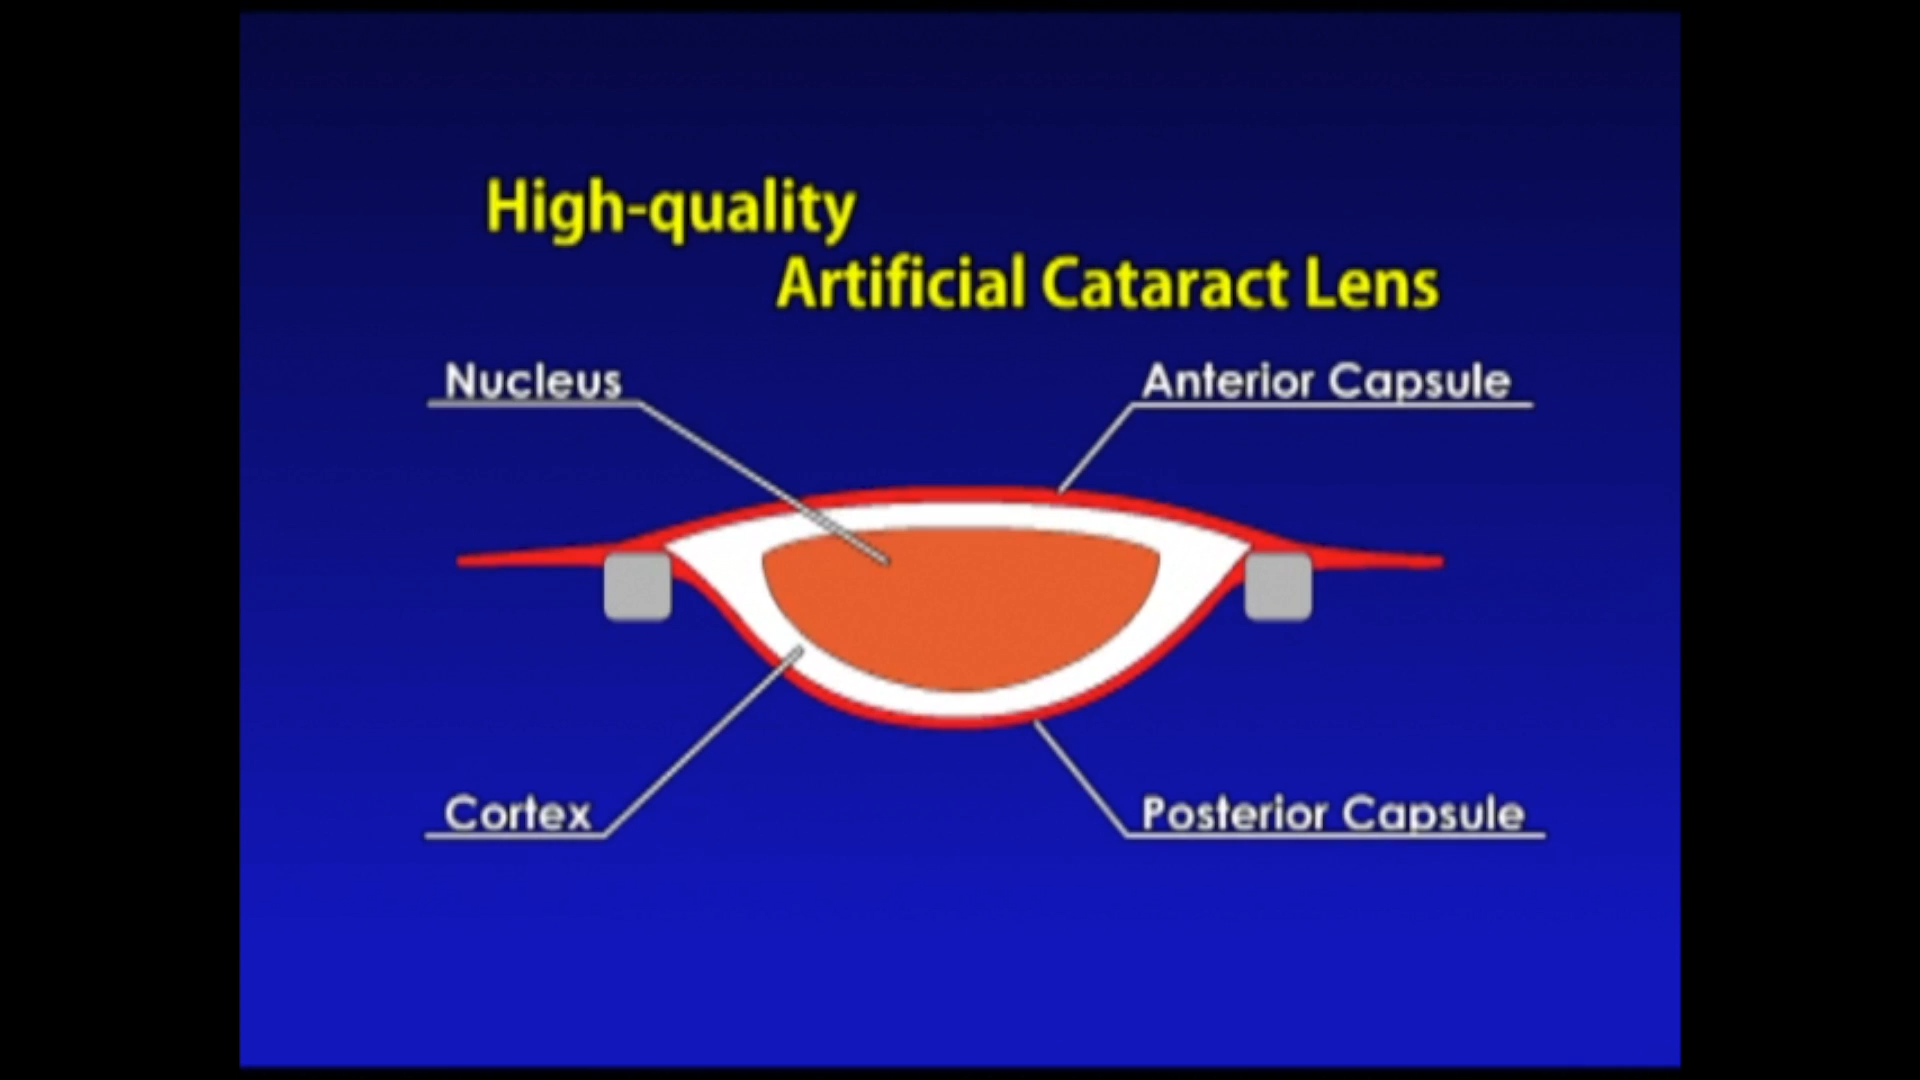 High-quality
Artificial Cataract Lens
Nucleus
Anterior Capsule
Cortex
Posterior Capsule